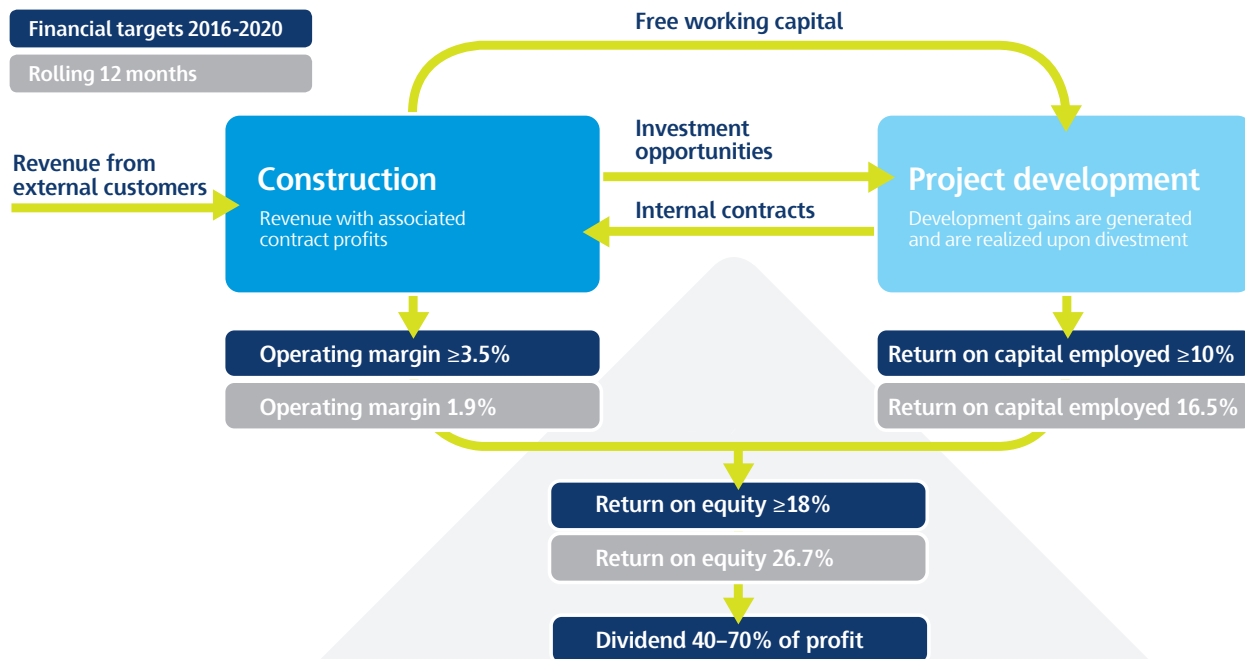 Financial targets 2016-2020
Rolling 12 months
Free working capital
Revenue from
external customers
Construction
Revenue with associated
contract profits
Investment
opportunities
Internal contracts
Project development
Development gains are generated
and are realized upon divestment
Operating margin ≥3.5%
Operating margin 1.9%
Return on capital employed ≥10%
Return on capital employed 16.5%
Return on equity ≥18%
Return on equity 26.7%
Dividend 40–70% of profit